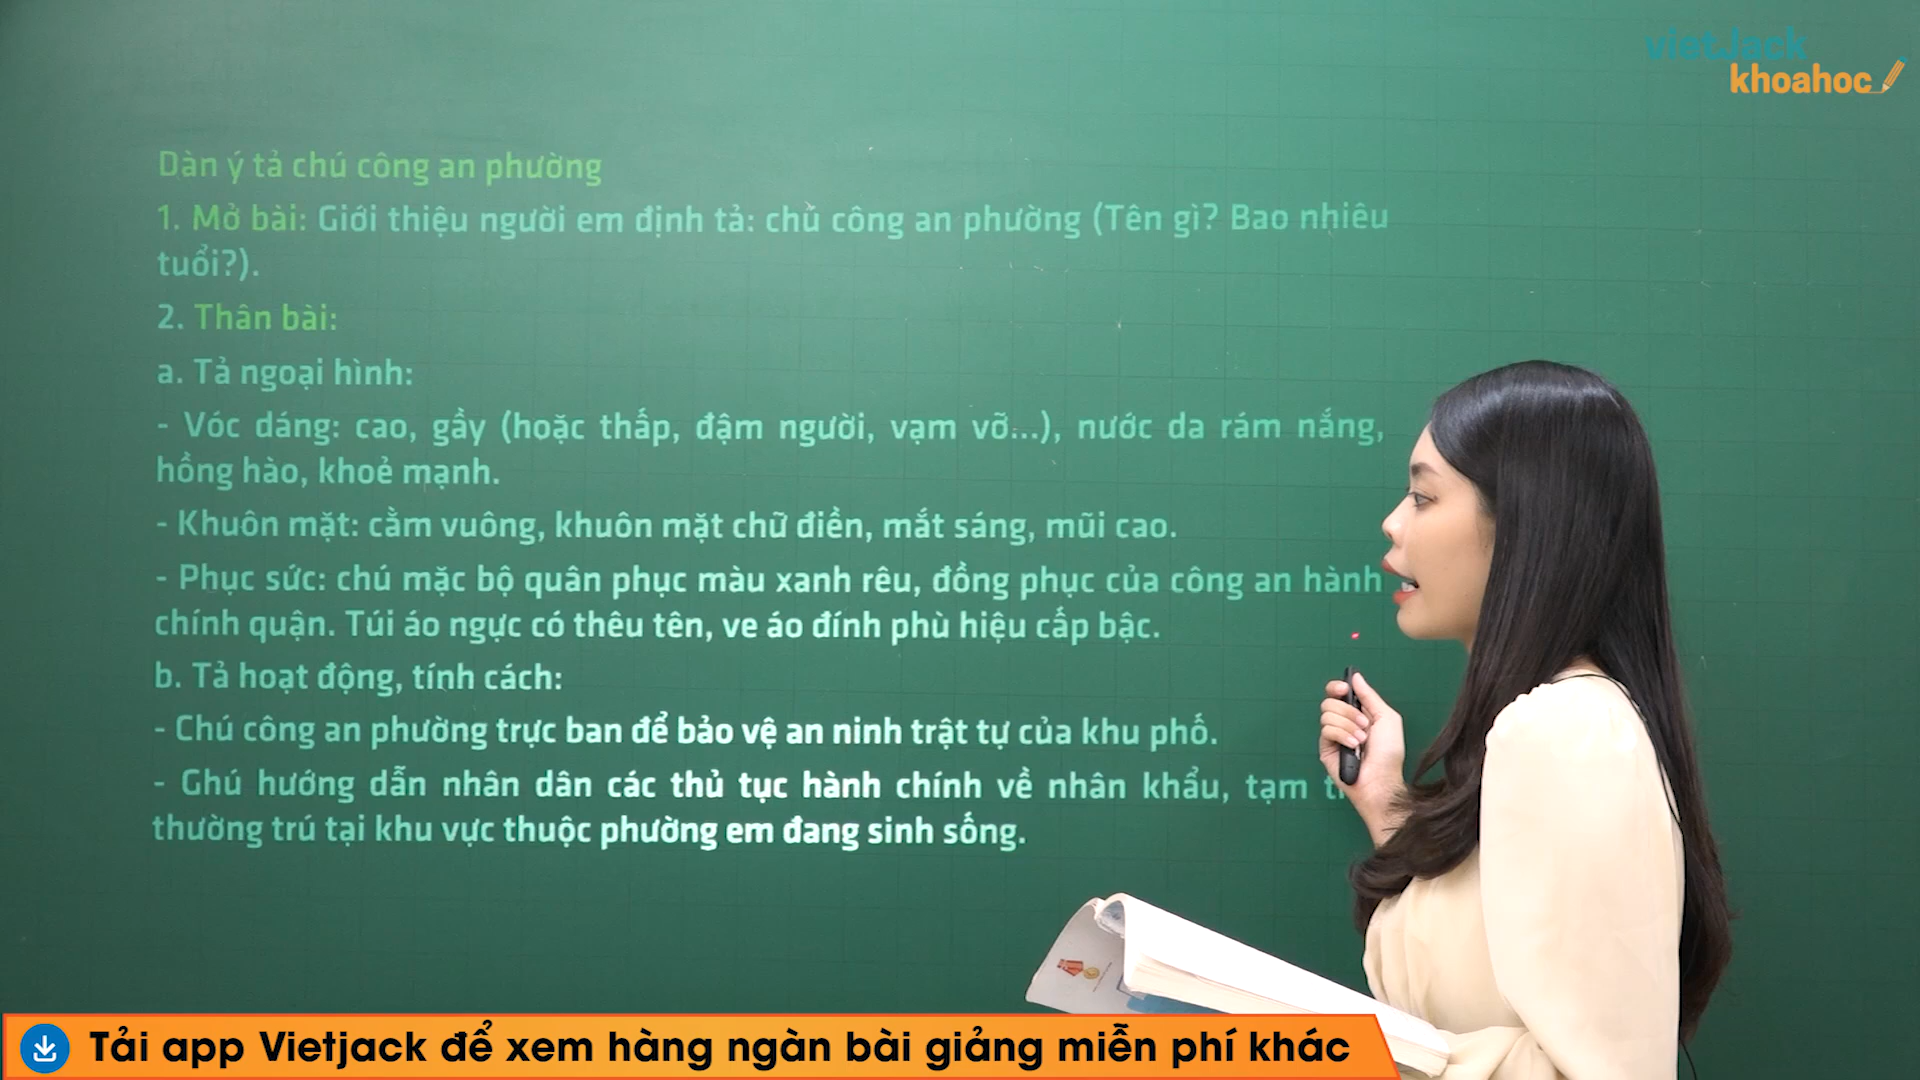 vietJack
khoahoc
Dàn ý tả chú công an phường
1. Mở bài: Giới thiệu người em định tả: chú công an phường (Tên gì? Bao nhiêu
tuổi?).
2. Thân bài:
a. Tả ngoại hình:
- Vóc dáng: cao, gầy (hoặc thấp, đậm người, vạm vỡ...), nước da rám nắng,
hồng hào, khoẻ mạnh.
- Khuôn mặt: cằm vuông, khuôn mặt chữ điền, mắt sáng, mũi cao.
- Phục sức: chú mặc bộ quân phục màu xanh rêu, đồng phục của công an hành
chính quận. Túi áo ngực có thêu tên, ve áo đính phù hiệu cấp bậc.
b. Tả hoạt động, tính cách:
- Chú công an phường trực ban để bảo vệ an ninh trật tự của khu phố.
- Ghú hướng dẫn nhân dân các thủ tục hành chính về nhân khẩu, tạm
thường trú tại khu vực thuộc phường em đang sinh sống.
Tải app Vietjack để xem hàng ngàn bài giảng miễn phí khác